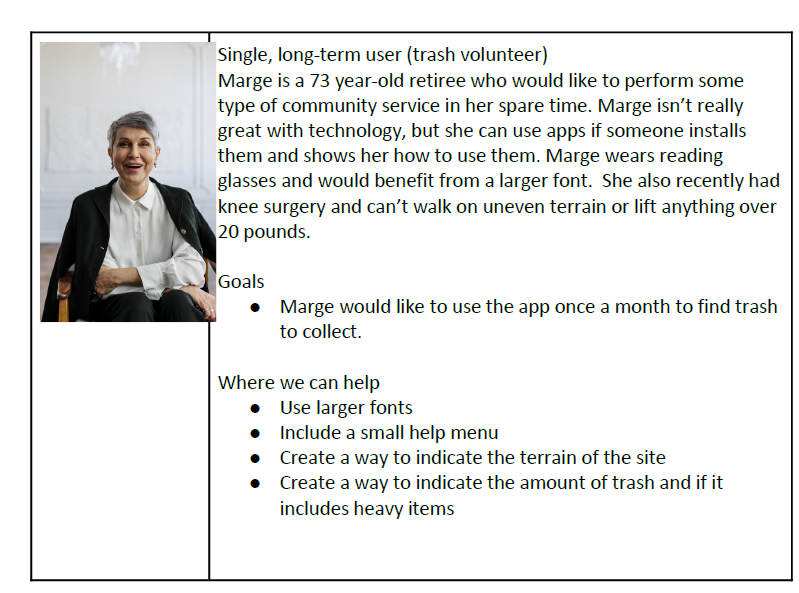 Single, long-term user (trash volunteer)
Marge is a 73 year-old retiree who would like to perform some
type of community service in her spare time. Marge isn’t really
great with technology, but she can use apps if someone installs
them and shows her how to use them. Marge wears reading
glasses and would benefit from a larger font.  She also recently had
knee surgery and can’t walk on uneven terrain or lift anything over
20 pounds.
Goals
● Marge would like to use the app once a month to find trash
to collect.
Where we can help
● Use larger fonts
● Include a small help menu
● Create a way to indicate the terrain of the site
● Create a way to indicate the amount of trash and if it
includes heavy items